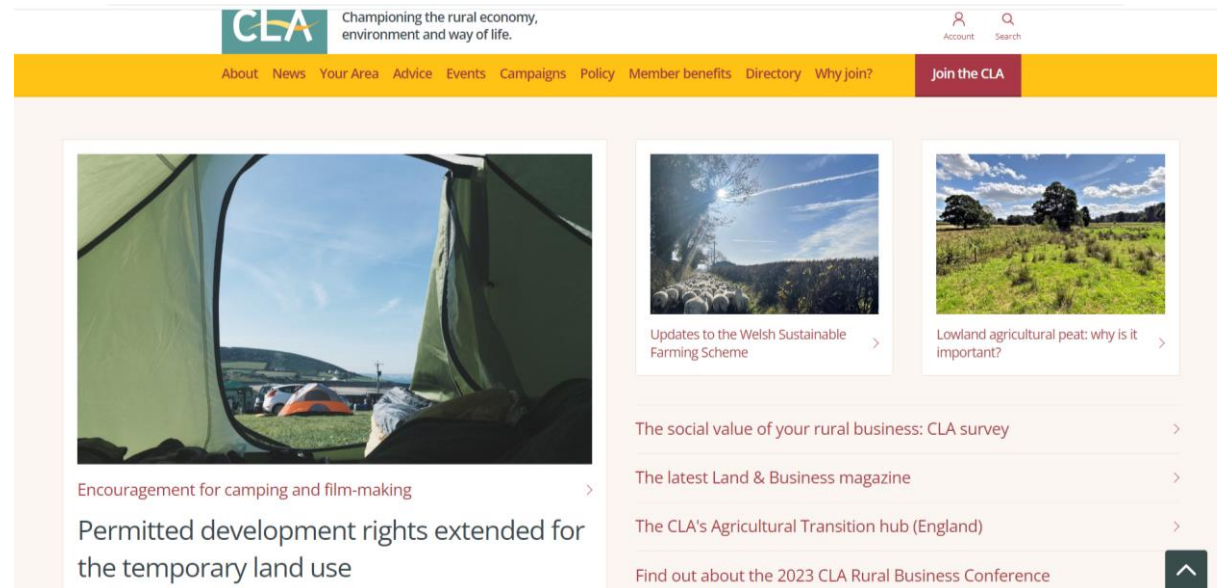 CLA
Championing the rural economy,
environment and way of life.
Account
Search
About News Your Area Advice Events Campaigns Policy Member benefits Directory Why join?
Join the CLA
Encouragement for camping and film-making
Permitted development rights extended for
the temporary land use
Updates to the Welsh Sustainable
Farming Scheme
Lowland agricultural peat: why is it
important?
The social value of your rural business: CLA survey
The latest Land & Business magazine
The CLA's Agricultural Transition hub (England)
Find out about the 2023 CLA Rural Business Conference